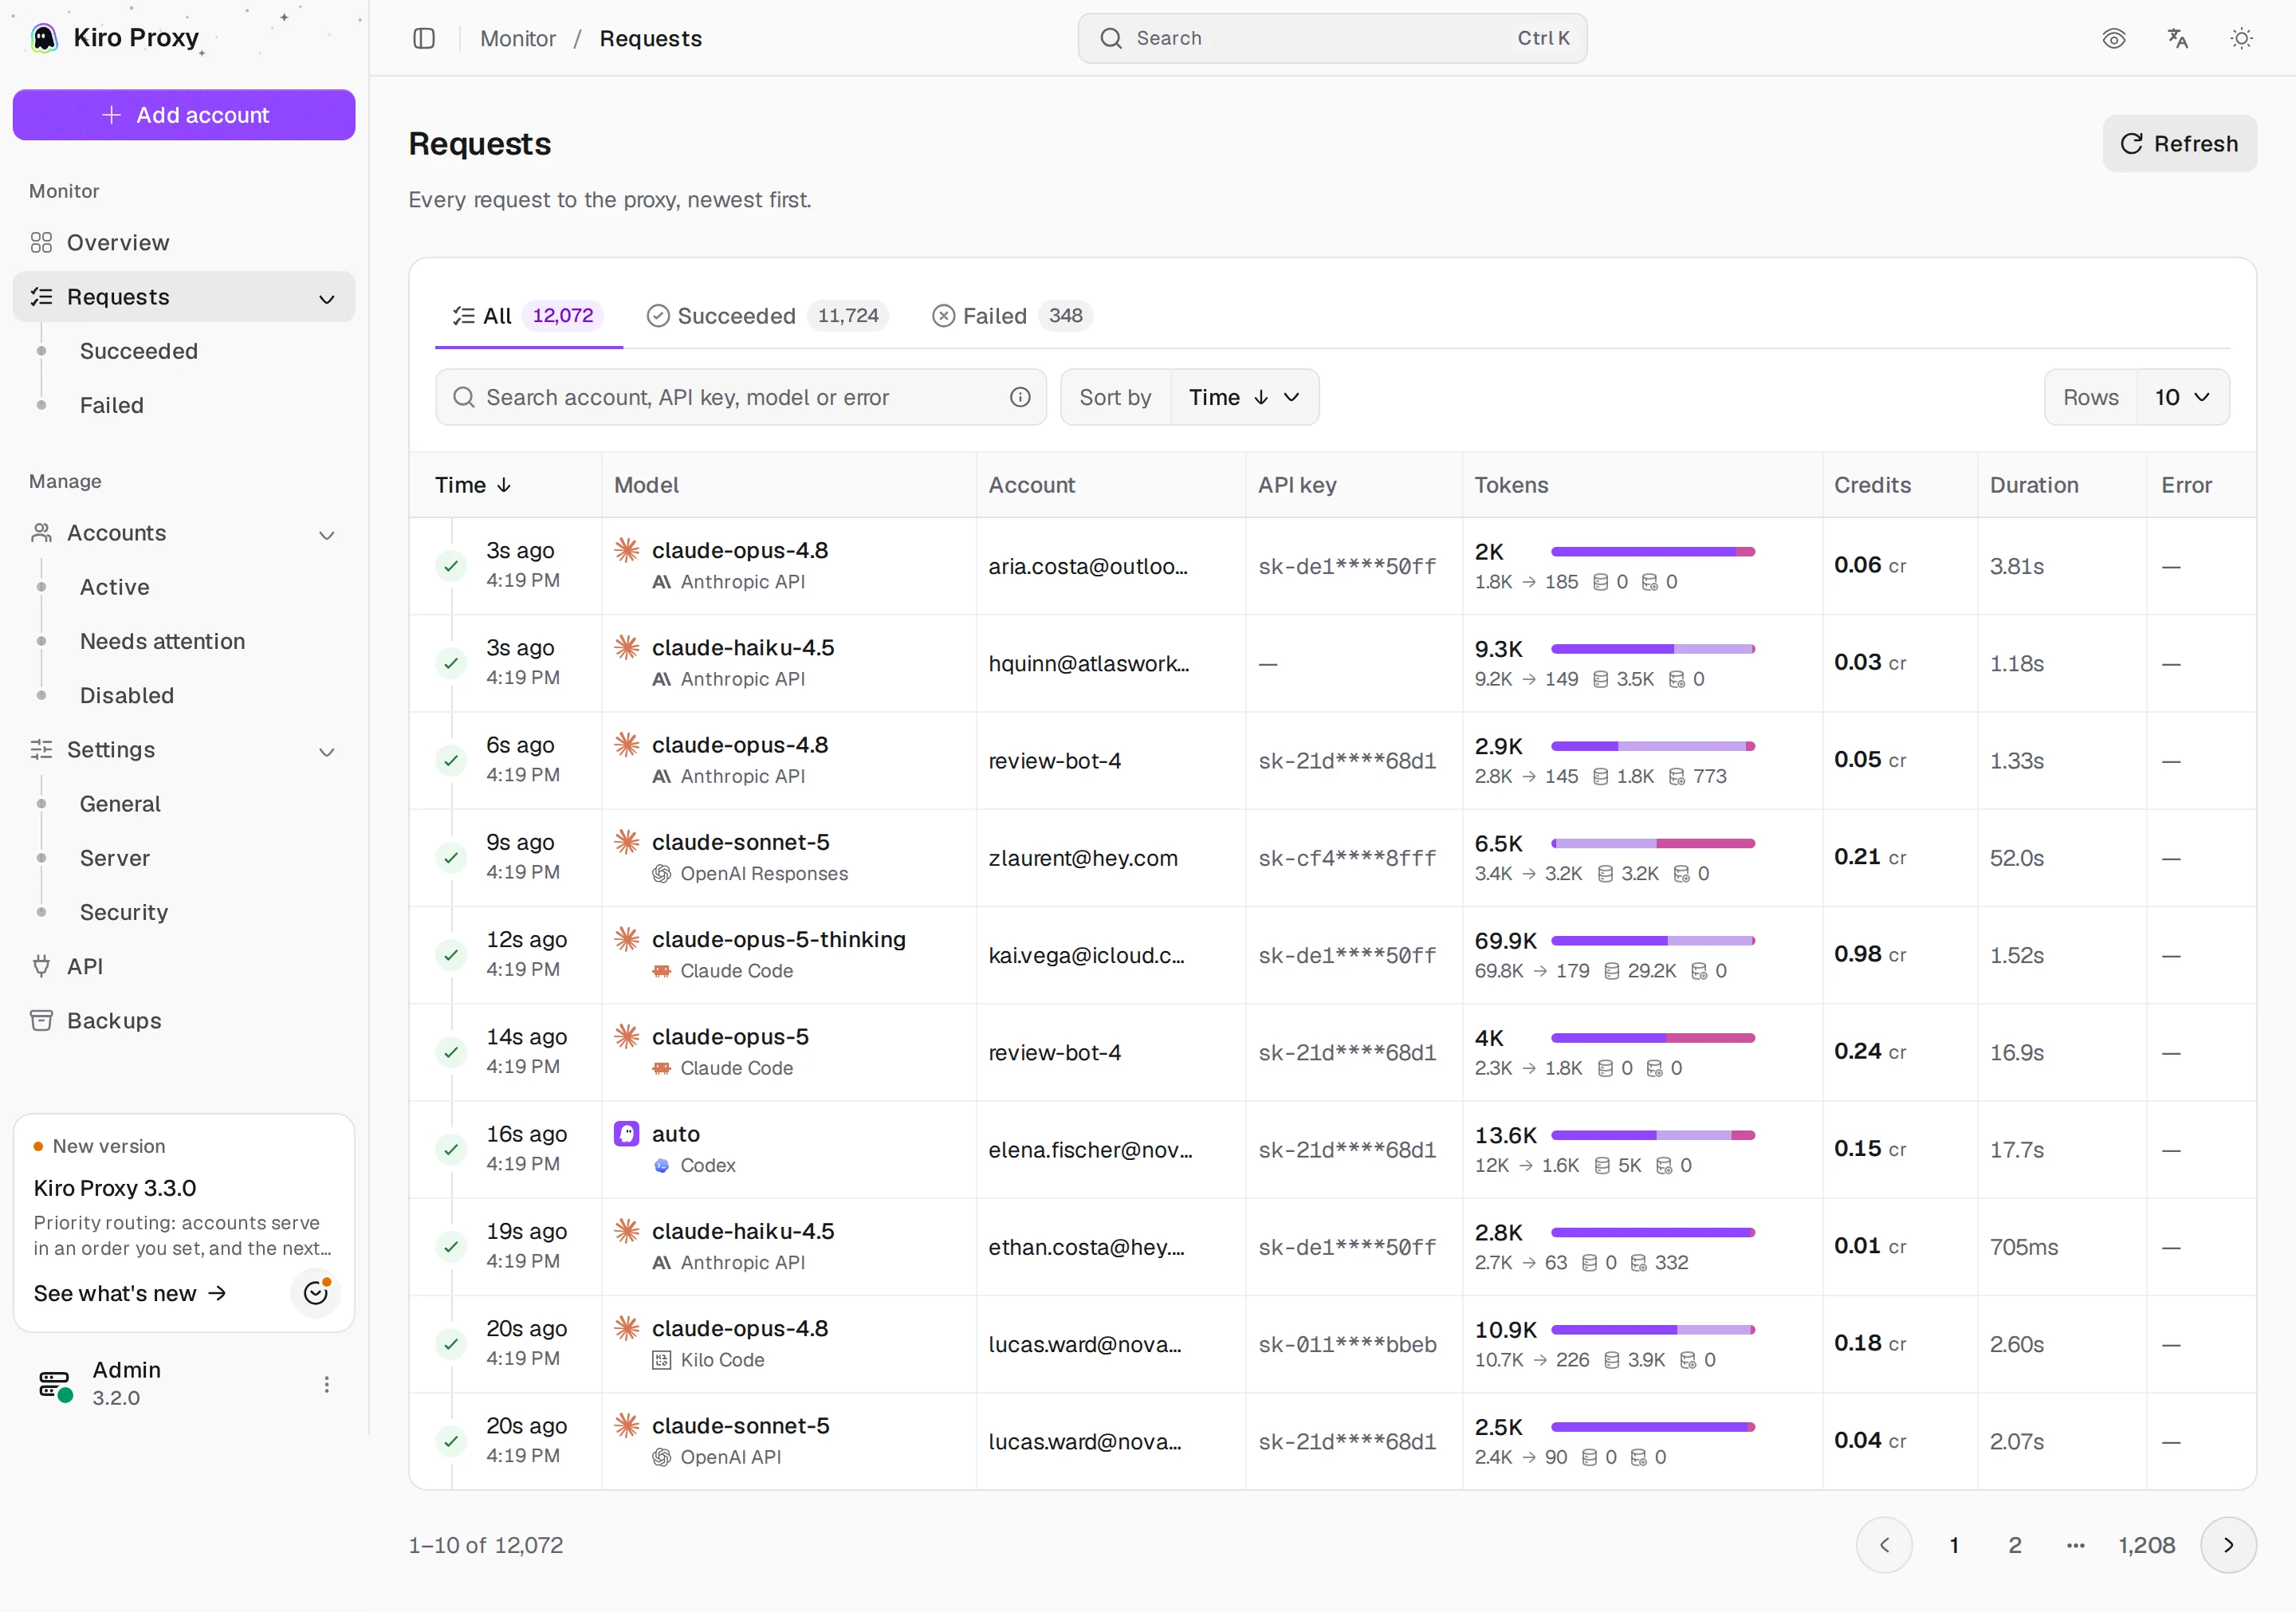 Kiro Proxy
Add account
Monitor
Overview
Requests
Succeeded
Failed
Manage
Accounts
Active
Needs attention
Disabled
Settings
General
Server
Security
API
Backups
New version
Kiro Proxy 3.3.0
Priority routing: accounts serve
in an order you set, and the next...
See what's new →
Admin
3.2.0
Monitor / Requests
Search Ctrl K
Requests
Refresh
Every request to the proxy, newest first.
All 12,072 Succeeded 11,724 Failed 348
Search account, API key, model or error Sort by Time ↓ Rows 10
Time ↓ Model Account API key Tokens Credits Duration Error
3s ago claude-opus-4.8 2K
4:19 PM Anthropic API aria.costa@outloo... sk-de1****50ff 1.8K → 185 0 0 0.06 cr 3.81s —
3s ago claude-haiku-4.5 9.3K
4:19 PM Anthropic API hquinn@atlaswork... — 9.2K → 149 3.5K 0 0.03 cr 1.18s —
6s ago claude-opus-4.8 2.9K
4:19 PM Anthropic API review-bot-4 sk-21d****68d1 2.8K → 145 1.8K 773 0.05 cr 1.33s —
9s ago claude-sonnet-5 6.5K
4:19 PM OpenAI Responses zlaurent@hey.com sk-cf4****8fff 3.4K → 3.2K 3.2K 0 0.21 cr 52.0s —
12s ago claude-opus-5-thinking 69.9K
4:19 PM Claude Code kai.vega@icloud.c... sk-de1****50ff 69.8K → 179 29.2K 0 0.98 cr 1.52s —
14s ago claude-opus-5 4K
4:19 PM Claude Code review-bot-4 sk-21d****68d1 2.3K → 1.8K 0 0 0.24 cr 16.9s —
16s ago auto 13.6K
4:19 PM Codex elena.fischer@nov... sk-21d****68d1 12K → 1.6K 5K 0 0.15 cr 17.7s —
19s ago claude-haiku-4.5 2.8K
4:19 PM Anthropic API ethan.costa@hey.... sk-de1****50ff 2.7K → 63 0 332 0.01 cr 705ms —
20s ago claude-opus-4.8 10.9K
4:19 PM Kilo Code lucas.ward@nova... sk-011****bbeb 10.7K → 226 3.9K 0 0.18 cr 2.60s —
20s ago claude-sonnet-5 2.5K
4:19 PM OpenAI API lucas.ward@nova... sk-21d****68d1 2.4K → 90 0 0 0.04 cr 2.07s —
1–10 of 12,072 1 2 ... 1,208